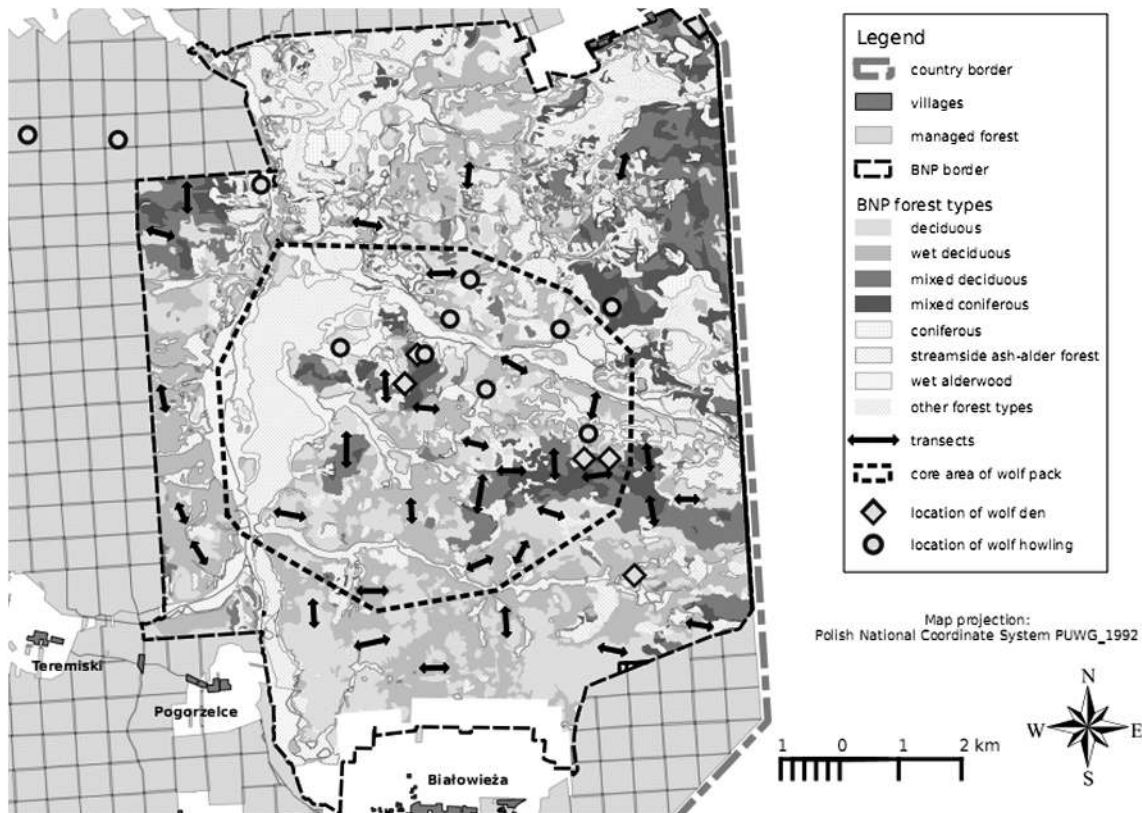 Legend
country border
villages
managed forest
BNP border
BNP forest types
deciduous
wet deciduous
mixed deciduous
mixed coniferous
coniferous
streamside ash-alder forest
wet alderwood
other forest types
transects
core area of wolf pack
location of wolf den
location of wolf howling
Map projection:
Polish National Coordinate System PUWG_1992
Teremiski
Pogorzelce
Białowieża
N
W E
S
1 0 1 2 km